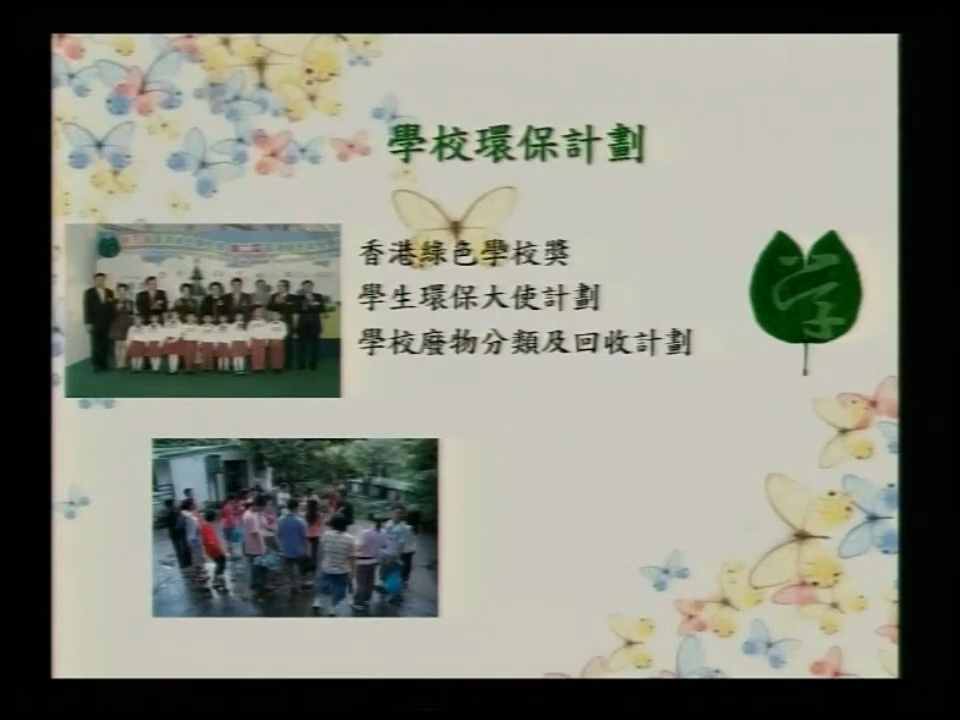 學校環保計劃
香港綠色學校獎
學生環保大使計劃
學校廢物分類及回收計劃
学